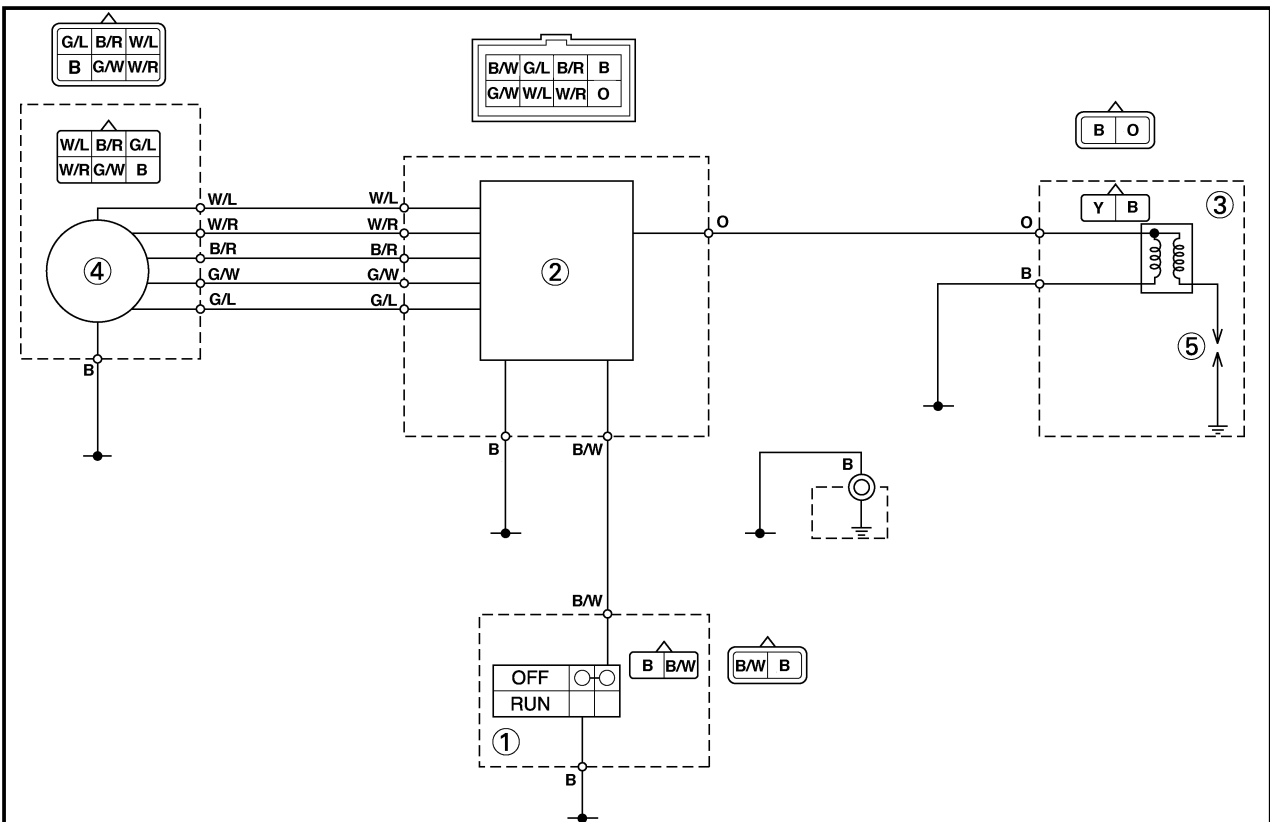 G/L B/R W/L
B G/W W/R
B/W G/L B/R B
G/W W/L W/R O
B O
W/L B/R G/L
W/R G/W B
Y B
③
W/L W/L
W/R W/R
B/R B/R
G/W G/W
G/L G/L
④
②
O O
B
⑤
B
B B/W
B
B/W
B B/W
B/W B
OFF
RUN
①
B